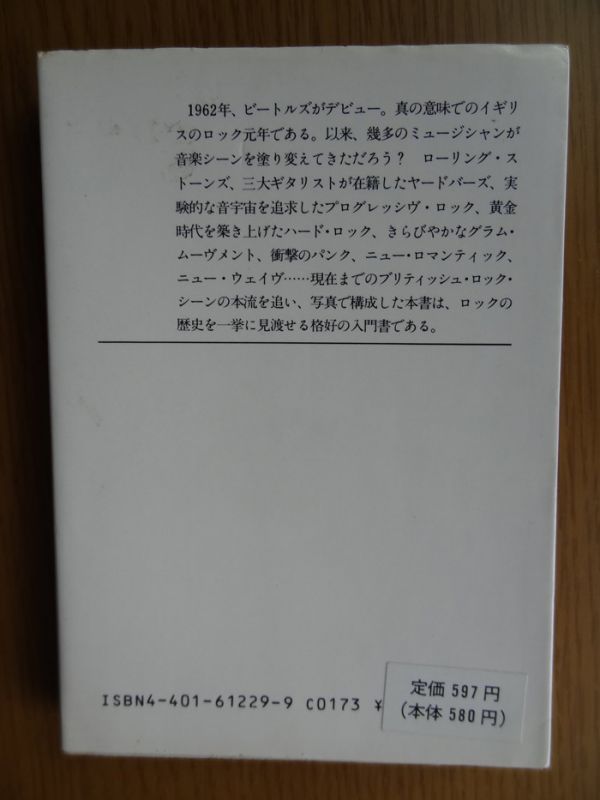 1962年、ビートルズがデビュー。真の意味でのイギリ
スのロック元年である。以来、幾多のミュージシャンが
音楽シーンを塗り変えてきただろう? ローリング・ス
トーンズ、三大ギタリストが在籍したヤードバーズ、実
験的な音宇宙を追求したプログレッシヴ・ロック、黄金
時代を築き上げたハード・ロック、きらびやかなグラム・
ムーヴメント、衝撃のパンク、ニュー・ロマンティック、
ニュー・ウェイヴ……現在までのブリティッシュ・ロック・
シーンの本流を追い、写真で構成した本書は、ロックの
歴史を一挙に見渡せる格好の入門書である。
ISBN4-401-61229-9 C0173 ¥
定価 597円
(本体 580円)